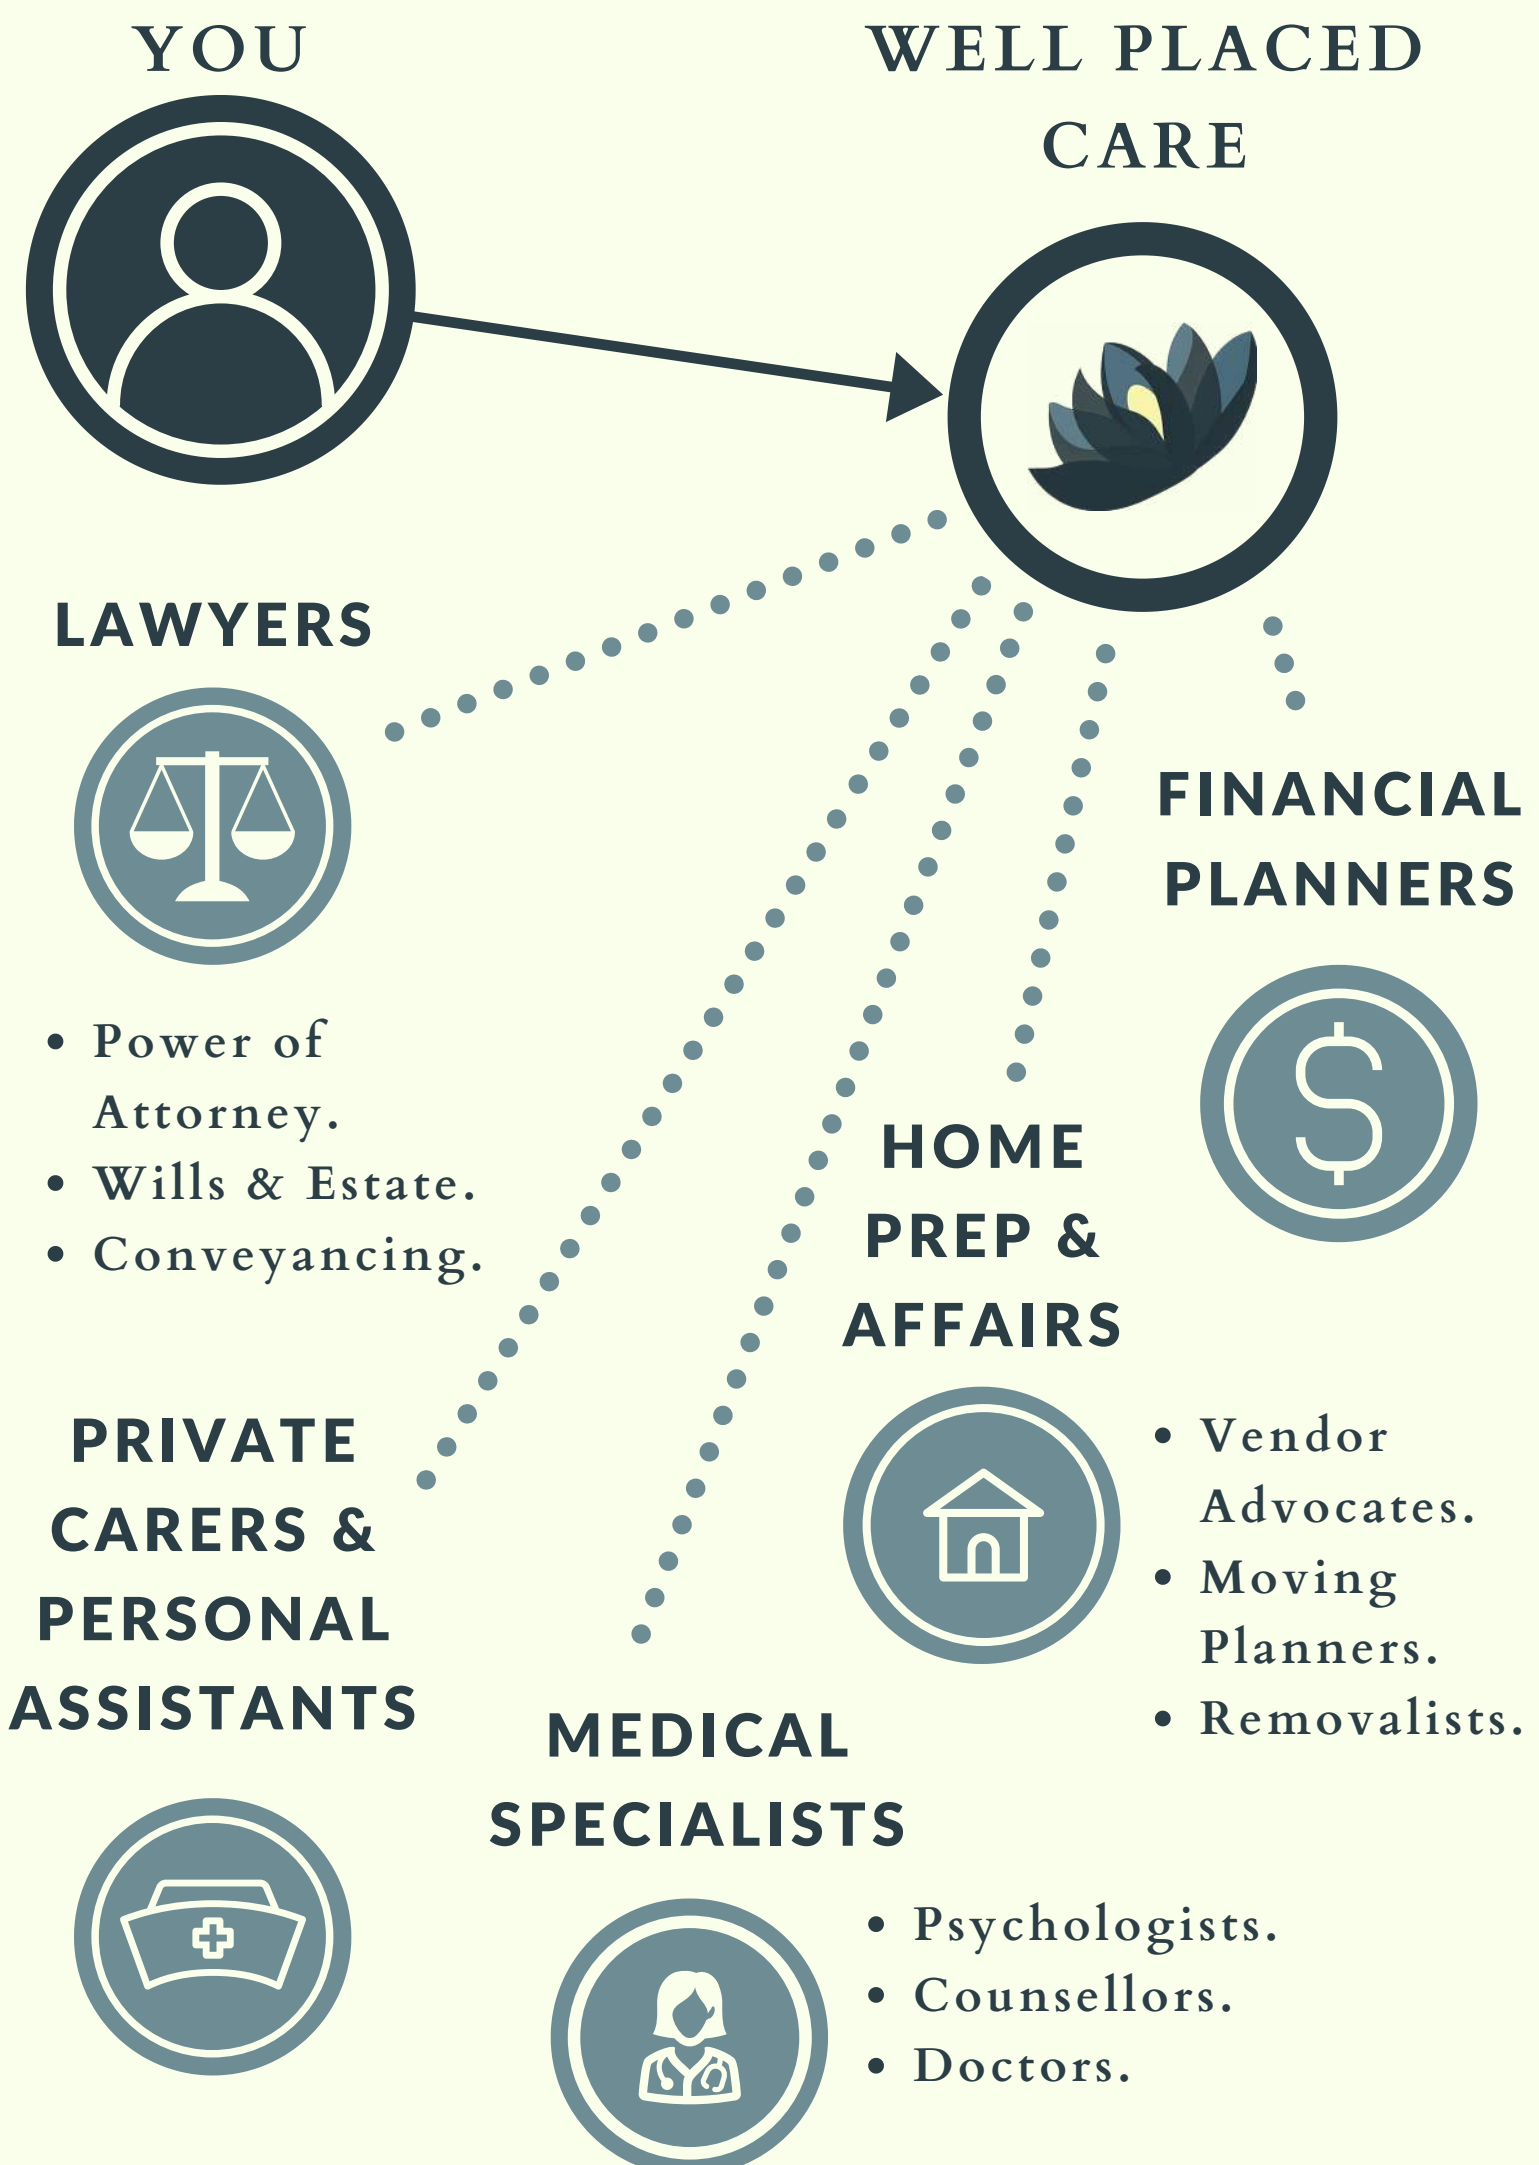 YOU
WELL PLACED
CARE
LAWYERS
• Power of
Attorney.
• Wills & Estate.
• Conveyancing.
FINANCIAL
PLANNERS
HOME
PREP &
AFFAIRS
• Vendor
Advocates.
• Moving
Planners.
• Removalists.
PRIVATE
CARERS &
PERSONAL
ASSISTANTS
MEDICAL
SPECIALISTS
• Psychologists.
• Counsellors.
• Doctors.